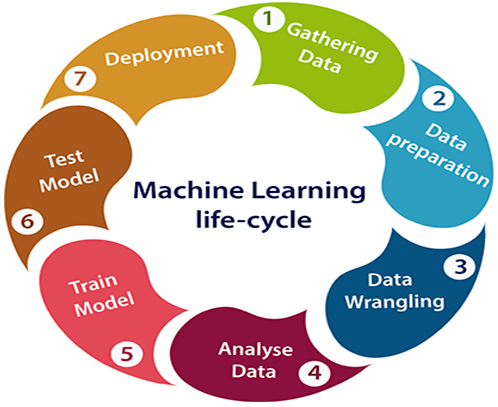 Machine Learning
life-cycle
1
Gathering
Data
2
Data
preparation
3
Data
Wrangling
4
Analyse
Data
5
Train
Model
6
Test
Model
7
Deployment